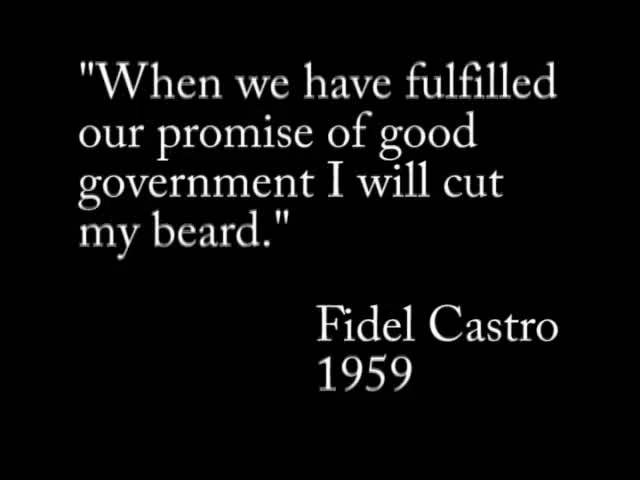 "When we have fulfilled
our promise of good
government I will cut
my beard."
Fidel Castro
1959